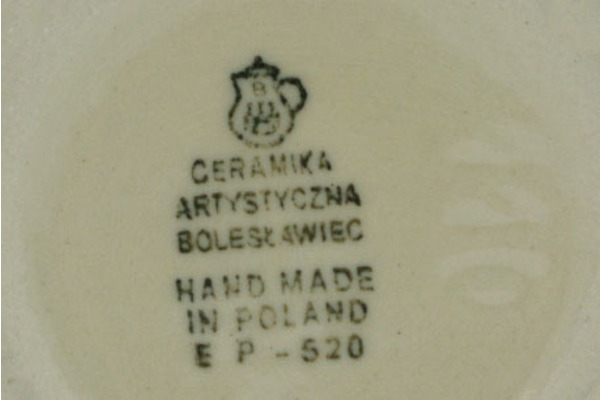 B
CERAMIKA
ARTYSTYCZNA
BOLESŁAWIEC
HAND MADE
IN POLAND
E P - 520